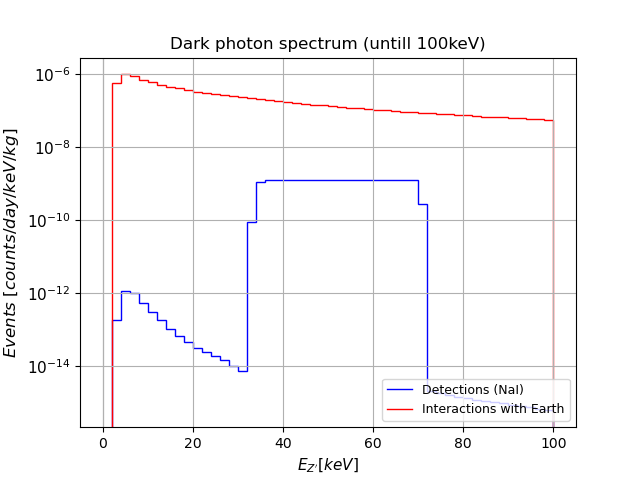 Dark photon spectrum (untill 100keV)
Events [counts/day/keV/kg]
10⁻⁶
10⁻⁸
10⁻¹⁰
10⁻¹²
10⁻¹⁴
Detections (NaI)
Interactions with Earth
0 20 40 60 80 100
E_{Z'}[keV]